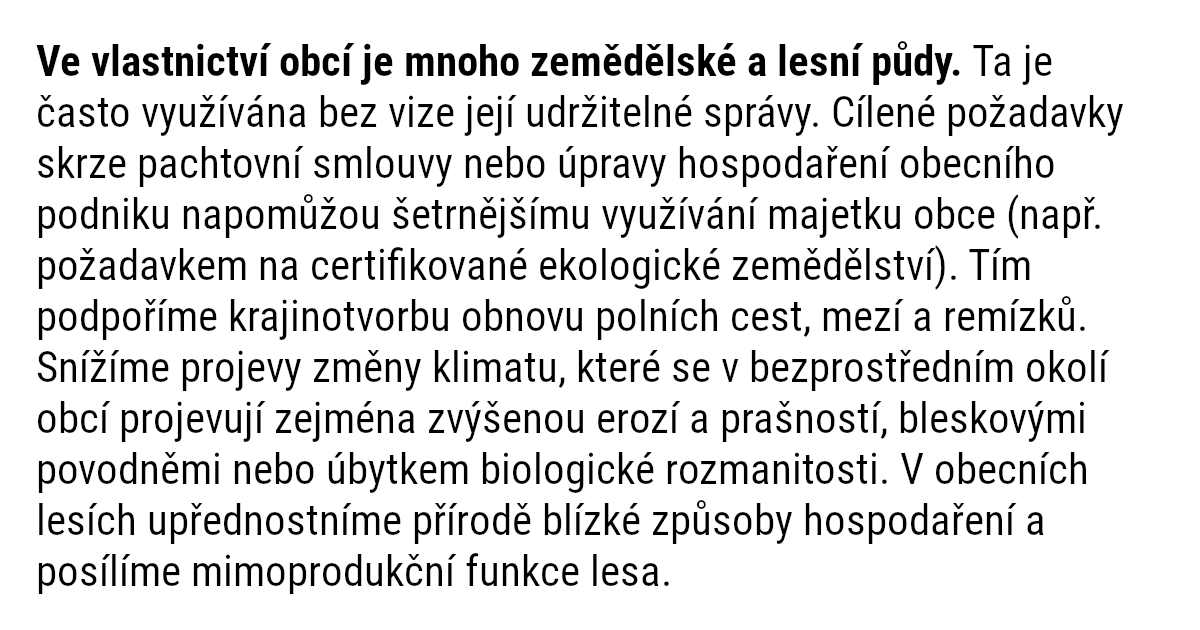 Ve vlastnictví obcí je mnoho zemědělské a lesní půdy. Ta je
často využívána bez vize její udržitelné správy. Cílené požadavky
skrze pachtovní smlouvy nebo úpravy hospodaření obecního
podniku napomůžou šetrnějšímu využívání majetku obce (např.
požadavkem na certifikované ekologické zemědělství). Tím
podpoříme krajinotvorbu obnovu polních cest, mezí a remízků.
Snížíme projevy změny klimatu, které se v bezprostředním okolí
obcí projevují zejména zvýšenou erozí a prašností, bleskovými
povodněmi nebo úbytkem biologické rozmanitosti. V obecních
lesích upřednostníme přírodě blízké způsoby hospodaření a
posílíme mimoprodukční funkce lesa.